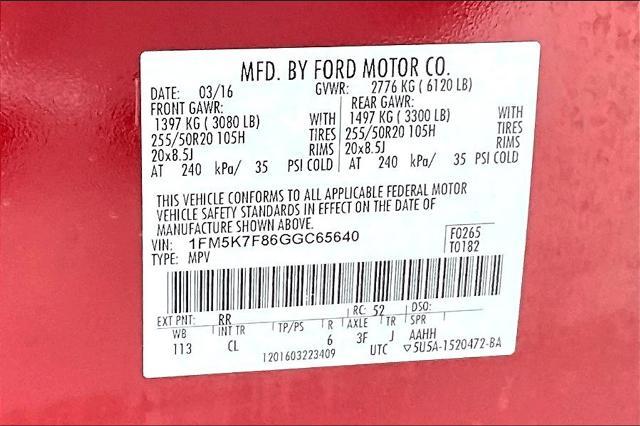 MFD. BY FORD MOTOR CO.
DATE: 03/16 GVWR: 2776 KG ( 6120 LB)
FRONT GAWR: REAR GAWR:
1397 KG ( 3080 LB) WITH 1497 KG ( 3300 LB) WITH
255/50R20 105H TIRES 255/50R20 105H TIRES
20x8.5J RIMS 20x8.5J RIMS
AT 240 kPa/ 35 PSI COLD AT 240 kPa/ 35 PSI COLD
THIS VEHICLE CONFORMS TO ALL APPLICABLE FEDERAL MOTOR
VEHICLE SAFETY STANDARDS IN EFFECT ON THE DATE OF
MANUFACTURE SHOWN ABOVE.
VIN: 1FM5K7F86GGC65640 F0265
TYPE: MPV T0182
EXT PNT: RR RC: 52 DSO:
WB INT TR TP/PS R AXLE TR SPR
113 CL 6 3F J AAHH
1201603223409 UTC ▽5U5A-1520472-BA